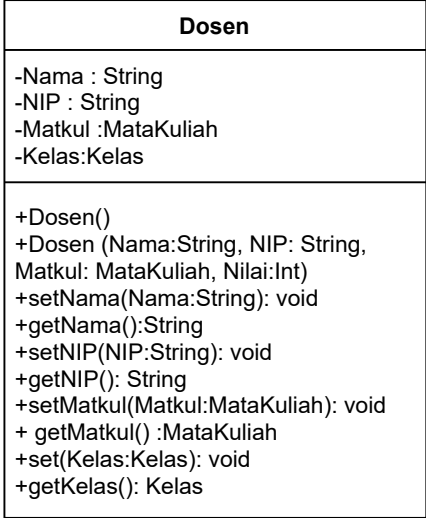 Dosen
-Nama : String
-NIP : String
-Matkul :MataKuliah
-Kelas:Kelas
+Dosen()
+Dosen (Nama:String, NIP: String,
Matkul: MataKuliah, Nilai:Int)
+setNama(Nama:String): void
+getNama():String
+setNIP(NIP:String): void
+getNIP(): String
+setMatkul(Matkul:MataKuliah): void
+ getMatkul() :MataKuliah
+set(Kelas:Kelas): void
+getKelas(): Kelas